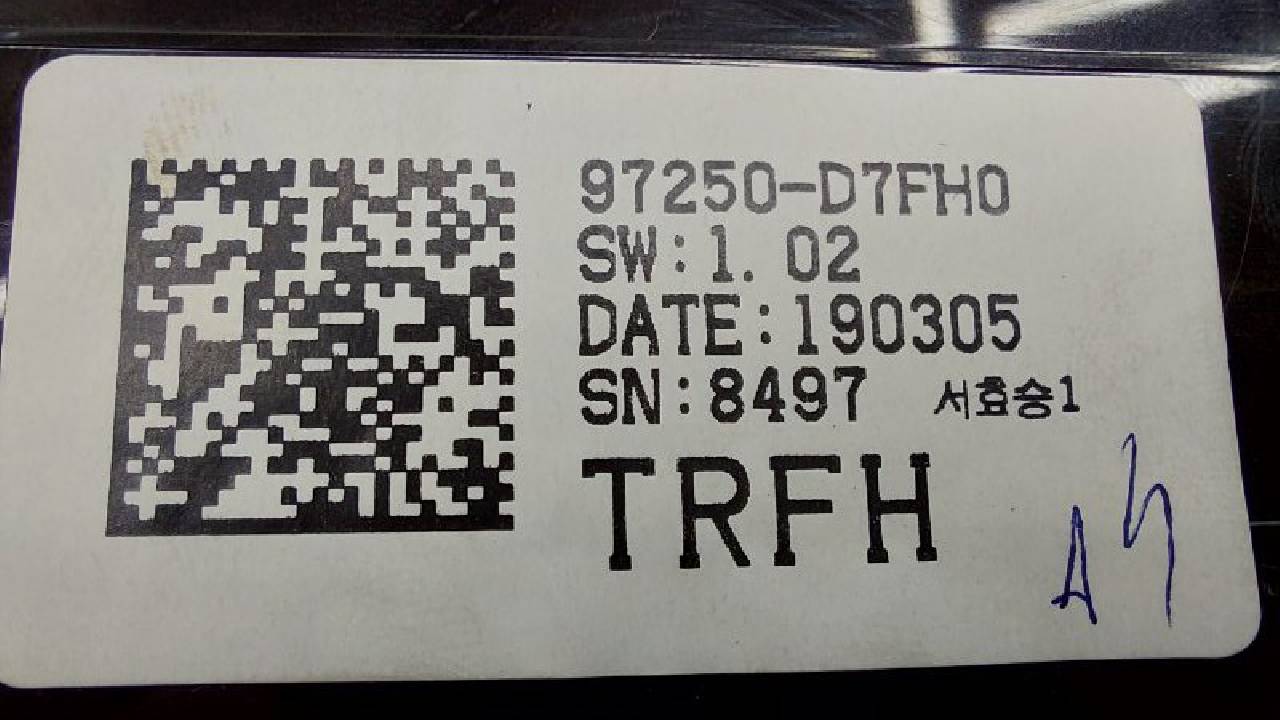 97250-D7FH0
SW:1. 02
DATE:190305
SN:8497 서효승1
TRFH